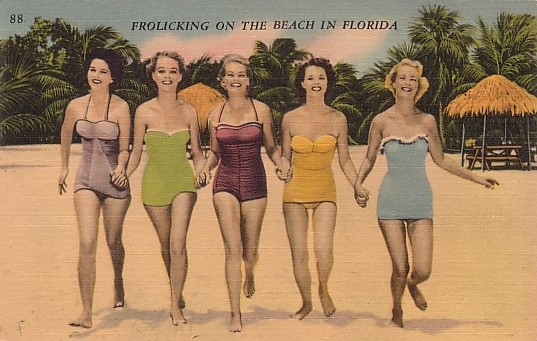 88
FROLICKING ON THE BEACH IN FLORIDA